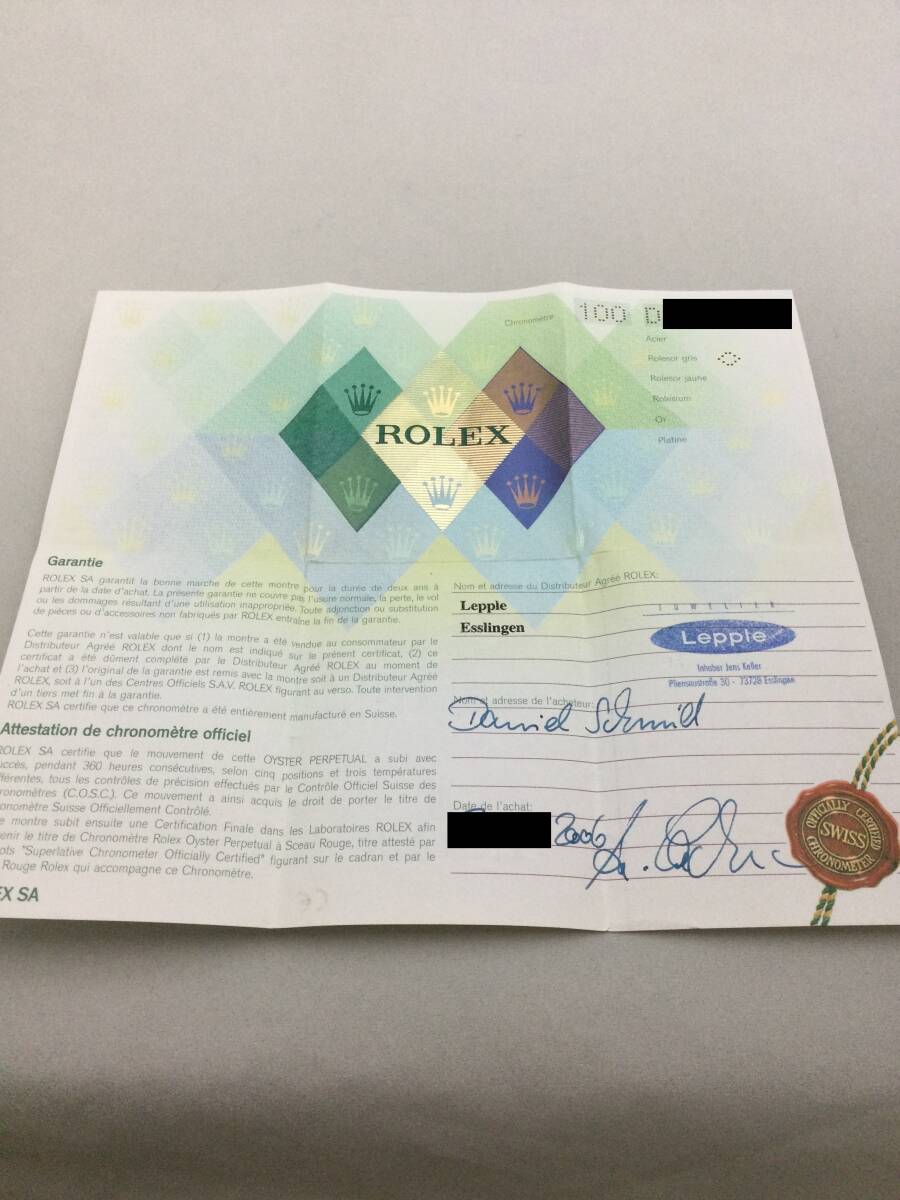 100 D
Chronomètre
Acier
Rolesor gris
Rolesor jaune
Rolesium
Or
Platine
ROLEX
Garantie
ROLEX SA garantit la bonne marche de cette montre pour la durée de deux ans à
partir de la date d'achat. La présente garantie ne couvre pas l'usure normale, la perte, le vol
ou les dommages résultant d'une utilisation inappropriée. Toute adjonction ou substitution
de pièces ou d'accessoires non fabriqués par ROLEX entraîne la fin de la garantie.
Cette garantie n'est valable que si (1) la montre a été vendue au consommateur par le
Distributeur Agréé ROLEX dont le nom est indiqué sur le présent certificat, (2) ce
certificat a été dûment complété par le Distributeur Agréé ROLEX au moment de
l'achat et (3) l'original de la garantie est remis avec la montre soit à un Distributeur Agréé
ROLEX, soit à l'un des Centres Officiels S.A.V. ROLEX figurant au verso. Toute intervention
d'un tiers met fin à la garantie.
ROLEX SA certifie que ce chronomètre a été entièrement manufacturé en Suisse.
Attestation de chronomètre officiel
ROLEX SA certifie que le mouvement de cette OYSTER PERPETUAL a subi avec
uccès, pendant 360 heures consécutives, selon cinq positions et trois températures
fférentes, tous les contrôles de précision effectués par le Contrôle Officiel Suisse des
ronomètres (C.O.S.C.). Ce mouvement a ainsi acquis le droit de porter le titre de
onomètre Suisse Officiellement Contrôlé.
e montre subit ensuite une Certification Finale dans les Laboratoires ROLEX afin
enir le titre de Chronomètre Rolex Oyster Perpetual à Sceau Rouge, titre attesté par
ots "Superlative Chronometer Officially Certified" figurant sur le cadran et par le
Rouge Rolex qui accompagne ce Chronomètre.
EX SA
CE
Nom et adresse du Distributeur Agréé ROLEX:
Lepple
Esslingen
JUWELIER
Lepple
Inhaber Jens Keller
Pliensaustraße 30 - 73728 Esslingen
Nom et adresse de l'acheteur:
Daniel Schmid
Date de l'achat:
2006
OFFICIALLY CERTIFIED
SWISS
CHRONOMETER